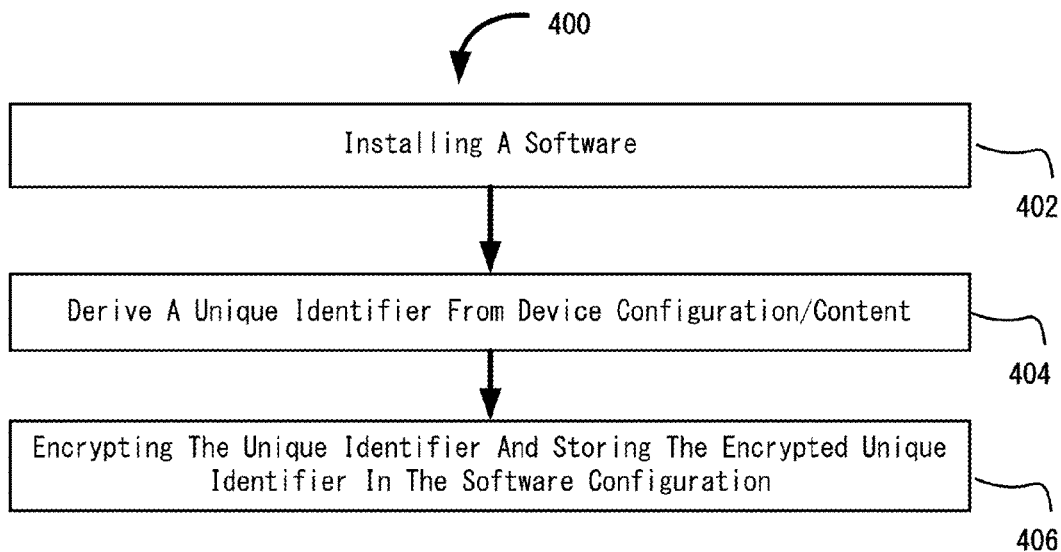 400
Installing A Software
402
Derive A Unique Identifier From Device Configuration/Content
404
Encrypting The Unique Identifier And Storing The Encrypted Unique
Identifier In The Software Configuration
406